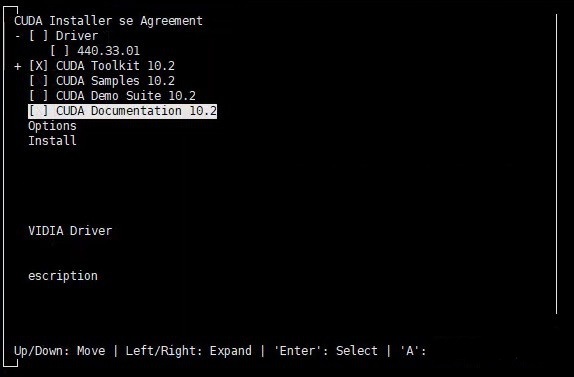 CUDA Installer se Agreement
- [ ] Driver
[ ] 440.33.01
+ [X] CUDA Toolkit 10.2
[ ] CUDA Samples 10.2
[ ] CUDA Demo Suite 10.2
[ ] CUDA Documentation 10.2
Options
Install
VIDIA Driver
escription
Up/Down: Move | Left/Right: Expand | 'Enter': Select | 'A':